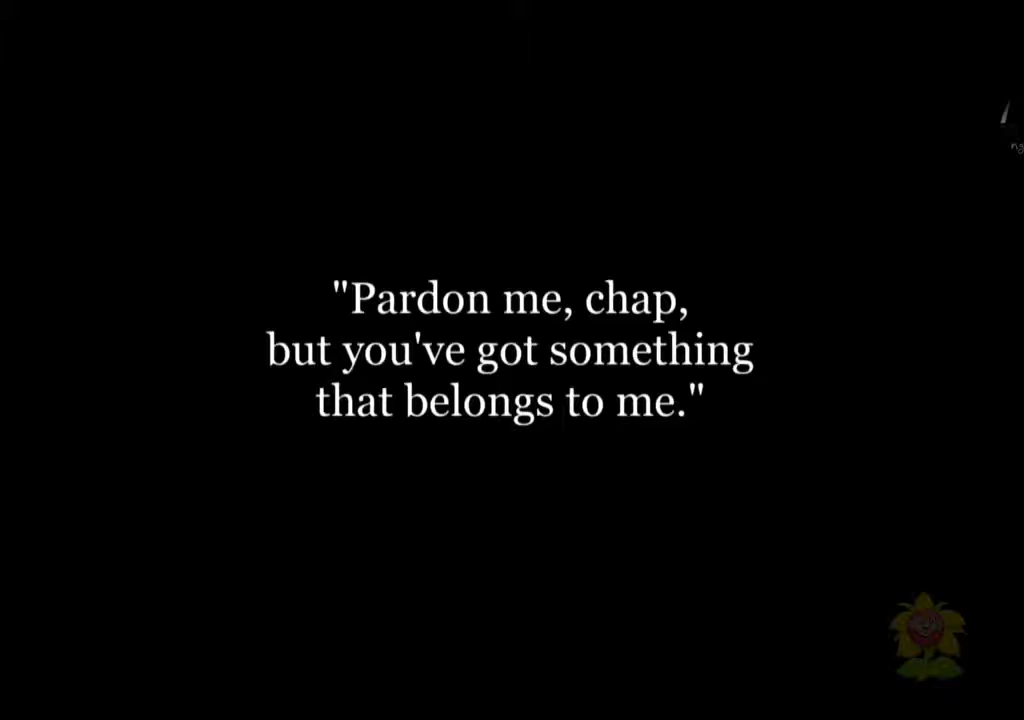 "Pardon me, chap,
but you've got something
that belongs to me."